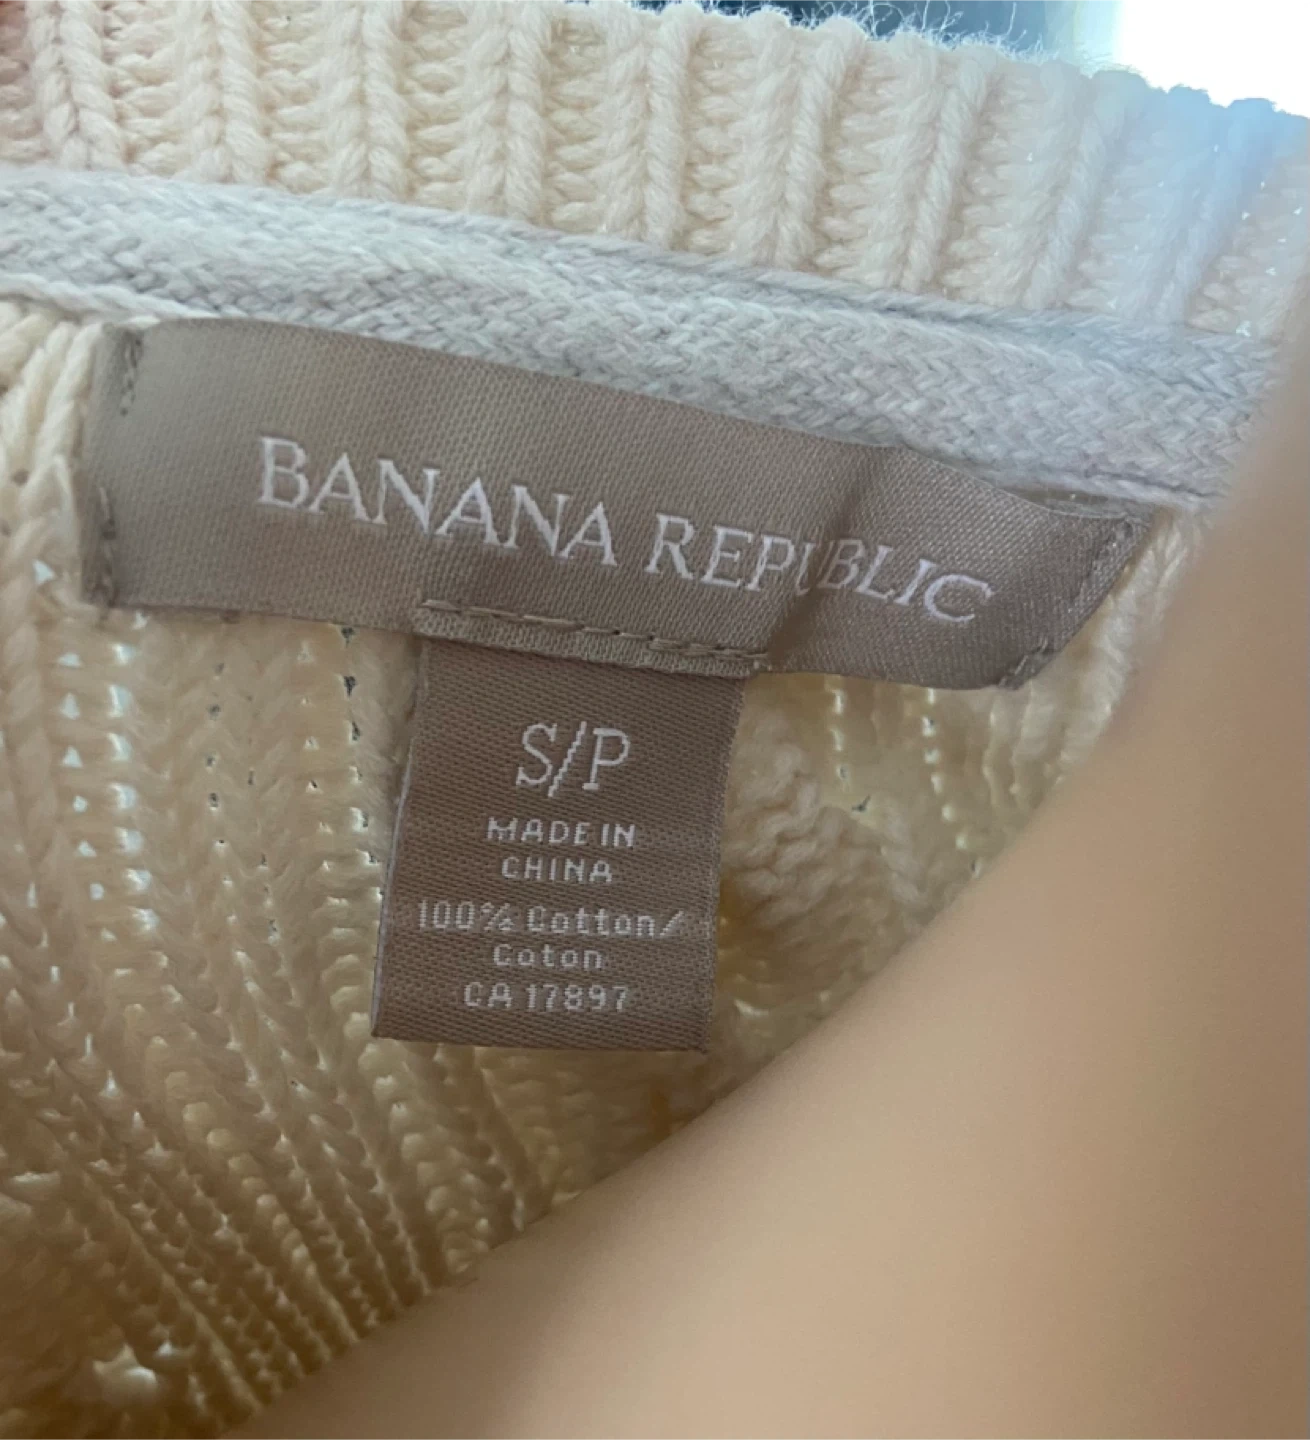 BANANA REPUBLIC
S/P
MADE IN
CHINA
100% Cotton/
Coton
CA 17897